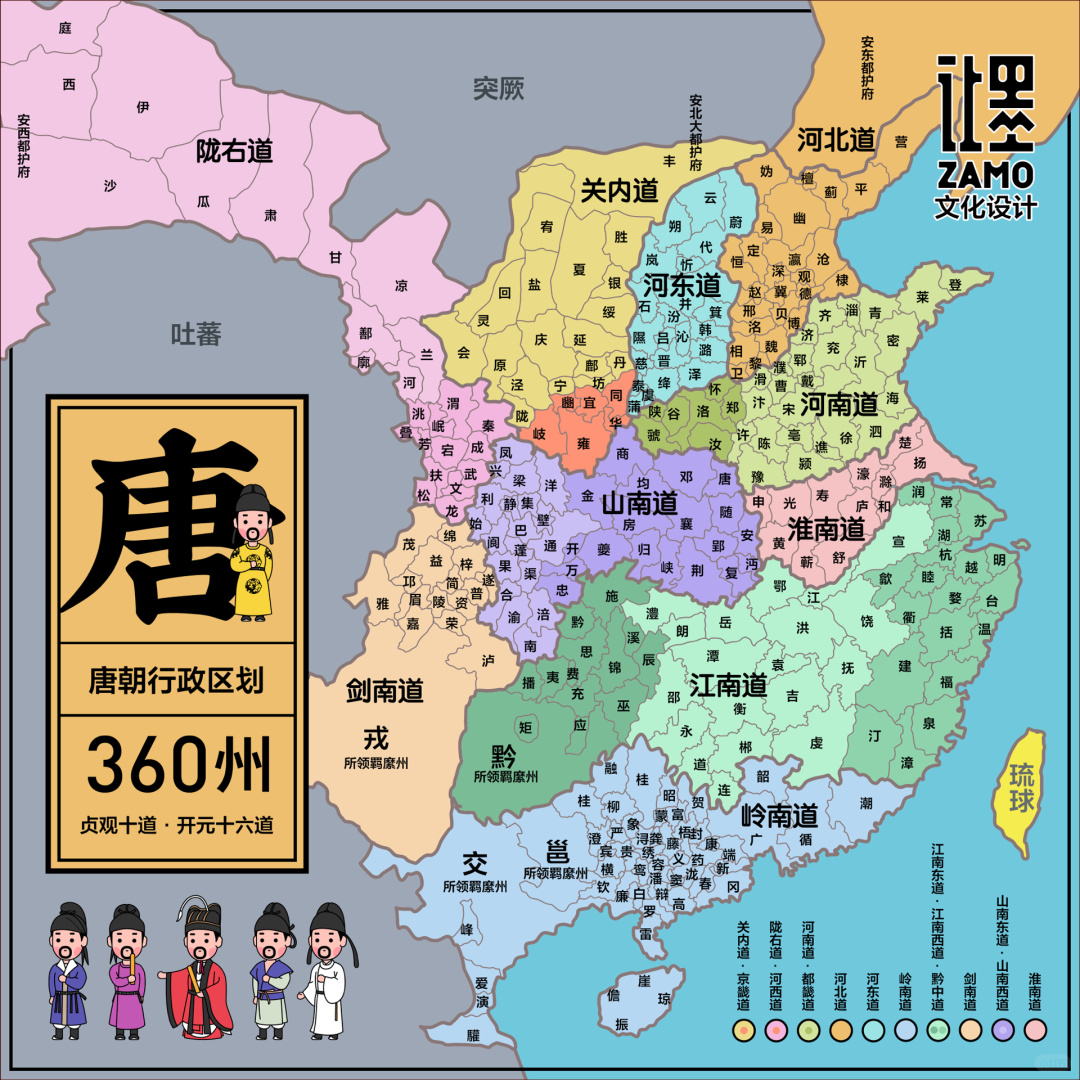 突厥
吐蕃
安西都护府
安北大都护府
安东都护府
ZAMO
文化设计
唐
唐朝行政区划
360州
贞观十道·开元十六道
陇右道
庭
西
伊
沙
瓜
肃
甘
凉
鄯
廓
兰
河
渭
洮
岷
秦
叠
芳
宕
成
扶
武
文
松
龙
关内道
丰
宥
胜
夏
盐
回
银
灵
绥
会
庆
延
原
鄜
丹
泾
宁
坊
陇
豳
宜
同
岐
雍
华
河东道
云
朔
蔚
代
岚
忻
石
并
汾
箕
隰
吕
沁
韩
潞
慈
晋
泰
绛
泽
蒲
虞
河北道
营
妫
檀
蓟
平
幽
易
定
恒
瀛
沧
深
观
冀
德
棣
赵
邢
贝
洺
博
魏
相
黎
卫
河南道
登
莱
淄
青
齐
密
济
兖
沂
郓
濮
滑
曹
戴
海
汴
宋
泗
徐
亳
谯
许
陈
颍
豫
怀
陕
谷
洛
郑
虢
汝
淮南道
楚
扬
濠
滁
寿
庐
和
光
申
黄
蕲
舒
山南道
商
均
邓
唐
金
随
房
襄
安
郢
夔
归
沔
峡
荆
复
凤
兴
梁
洋
利
静
集
壁
始
巴
阆
蓬
通
开
果
渠
万
合
忠
渝
涪
南
剑南道
绵
茂
益
梓
遂
邛
简
普
眉
陵
资
雅
嘉
荣
泸
戎
所领羁縻州
江南道
润
常
苏
湖
杭
宣
越
明
歙
睦
婺
台
衢
括
温
建
福
汀
泉
漳
鄂
江
澧
朗
岳
洪
饶
潭
袁
抚
邵
衡
吉
永
郴
虔
道
连
施
黔
溪
思
辰
锦
播
夷
费
充
巫
矩
应
黔
所领羁縻州
岭南道
融
桂
桂
韶
潮
昭
贺
柳
蒙
富
象
梧
封
严
浔
龚
澄
藤
康
宾
贵
绣
义
药
端
容
横
鸾
潘
泷
新
钦
窦
春
白
辩
冈
廉
高
罗
广
循
雷
崖
儋
琼
振
交
所领羁縻州
邕
所领羁縻州
峰
爱
演
驩
琉球
关内道·京畿道
陇右道·河西道
河南道·都畿道
河北道
河东道
岭南道
江南东道·江南西道·黔中道
剑南道
山南东道·山南西道
淮南道